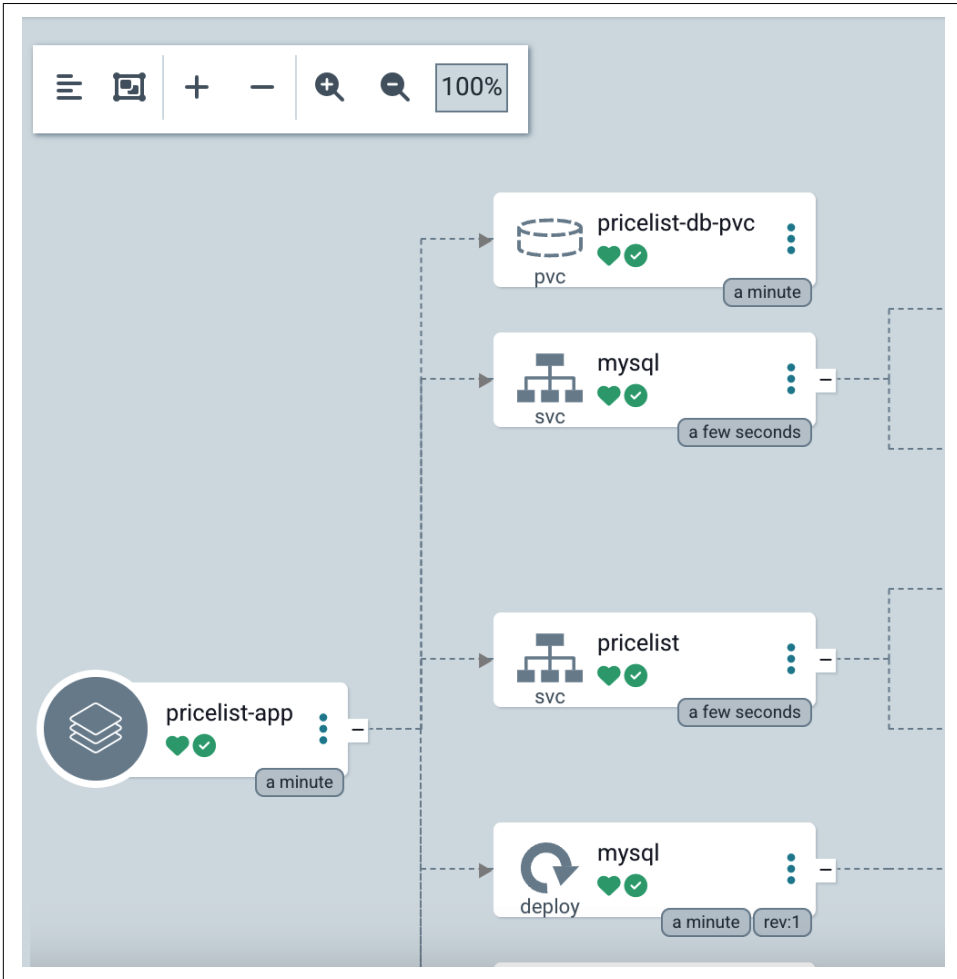 100%
pricelist-db-pvc
pvc
a minute
mysql
svc
a few seconds
pricelist
svc
a few seconds
pricelist-app
a minute
mysql
deploy
a minute rev:1